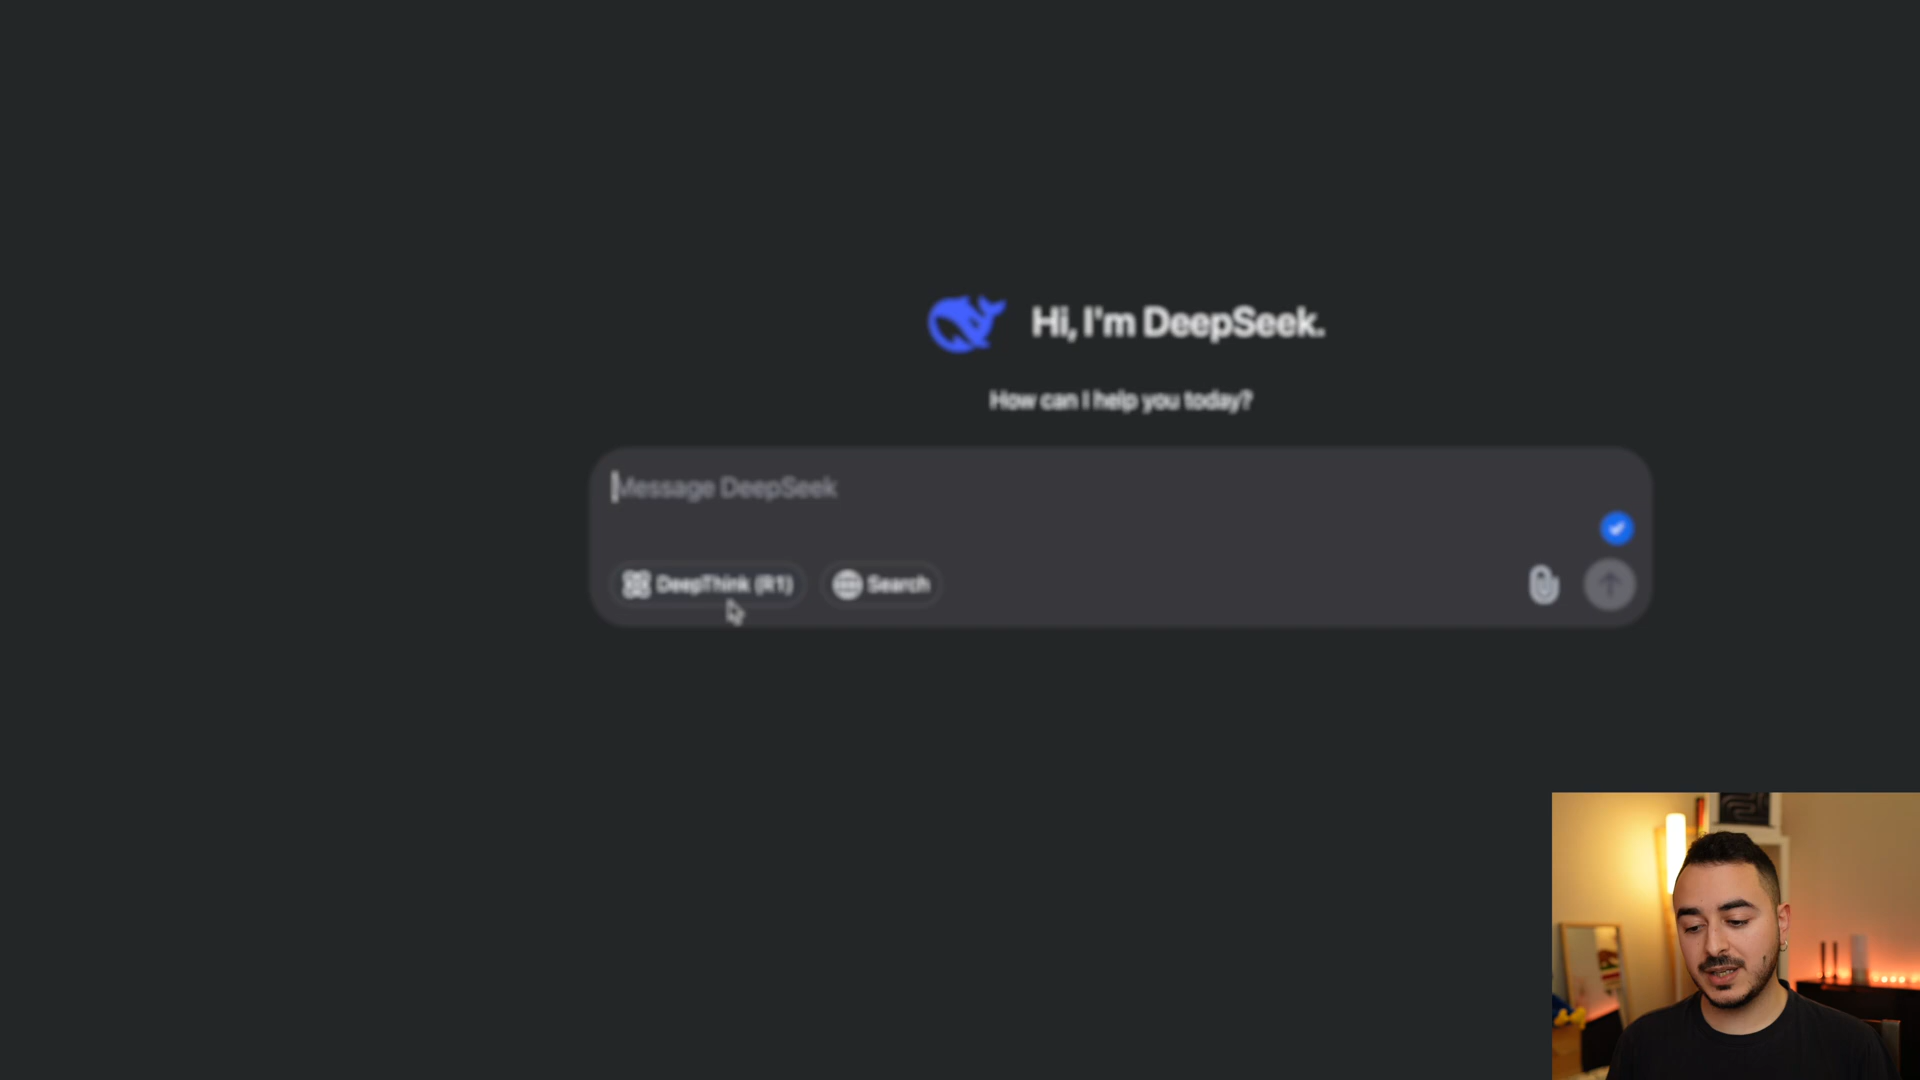 Hi, I'm DeepSeek.
How can I help you today?
Message DeepSeek
DeepThink (R1) Search